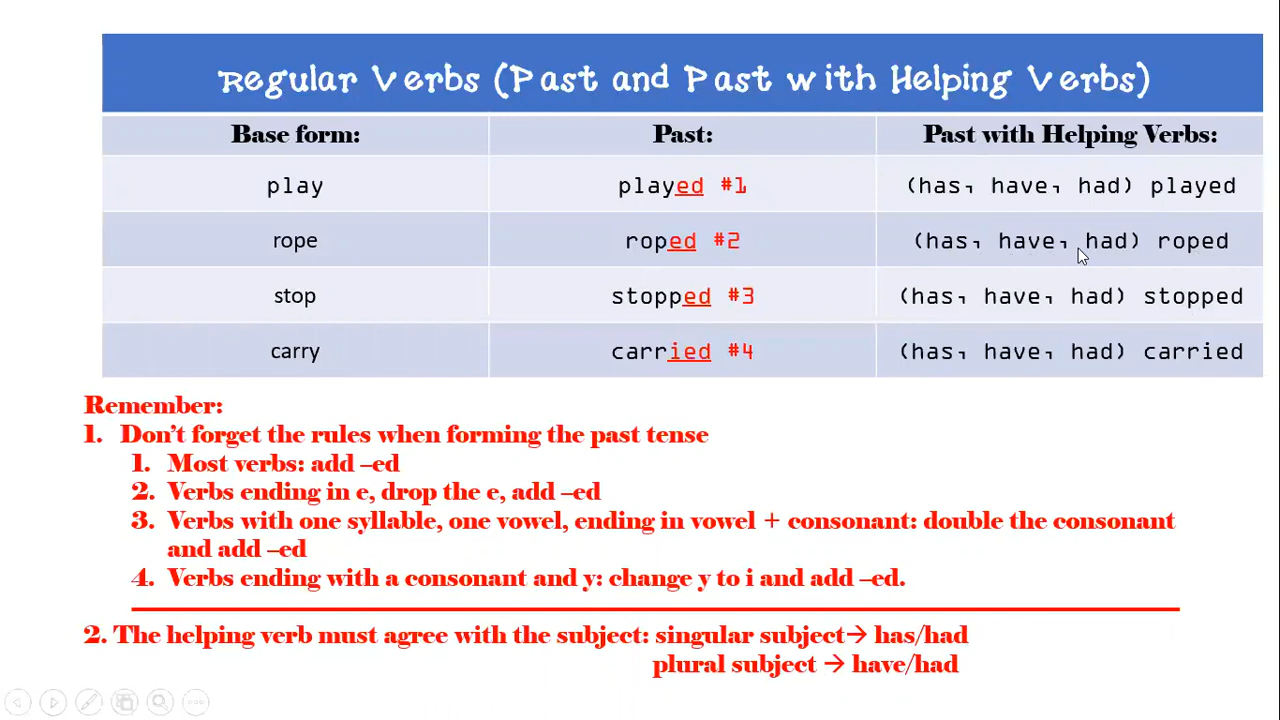 Regular Verbs (Past and Past with Helping Verbs)
Base form: Past: Past with Helping Verbs:
play played #1 (has, have, had) played
rope roped #2 (has, have, had) roped
stop stopped #3 (has, have, had) stopped
carry carried #4 (has, have, had) carried
Remember:
1. Don't forget the rules when forming the past tense
1. Most verbs: add –ed
2. Verbs ending in e, drop the e, add –ed
3. Verbs with one syllable, one vowel, ending in vowel + consonant: double the consonant
and add –ed
4. Verbs ending with a consonant and y: change y to i and add –ed.
2. The helping verb must agree with the subject: singular subject→ has/had
plural subject → have/had